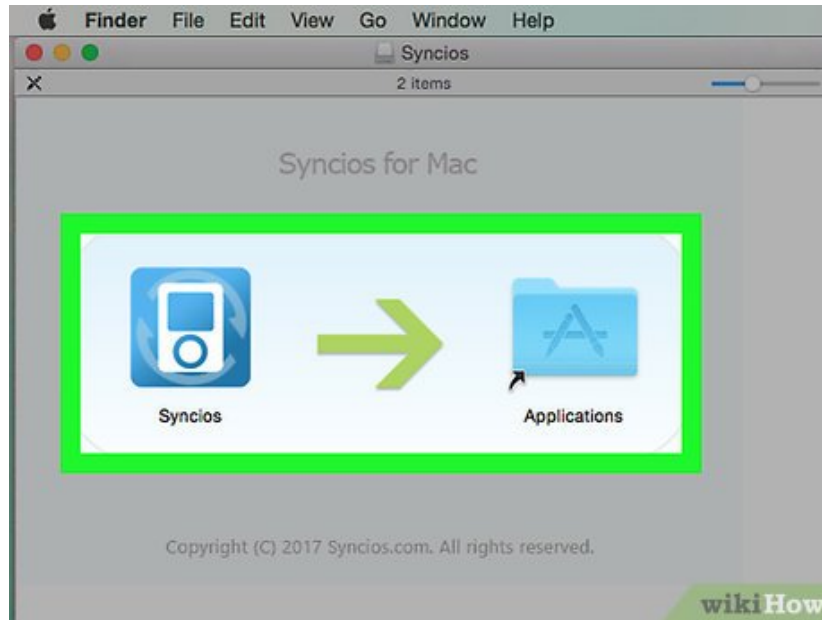 Finder File Edit View Go Window Help
Syncios
2 items
Syncios for Mac
Syncios Applications
Copyright (C) 2017 Syncios.com. All rights reserved.
wikiHow